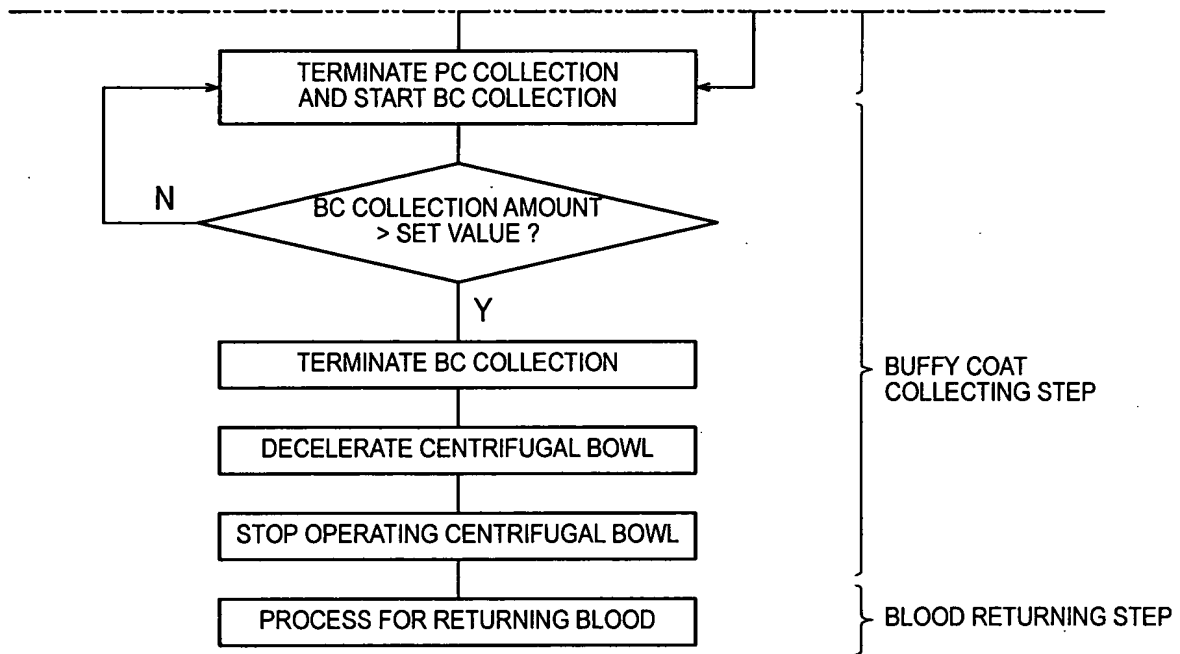 TERMINATE PC COLLECTION
AND START BC COLLECTION
N
BC COLLECTION AMOUNT
> SET VALUE ?
Y
TERMINATE BC COLLECTION
BUFFY COAT
COLLECTING STEP
DECELERATE CENTRIFUGAL BOWL
STOP OPERATING CENTRIFUGAL BOWL
PROCESS FOR RETURNING BLOOD
BLOOD RETURNING STEP